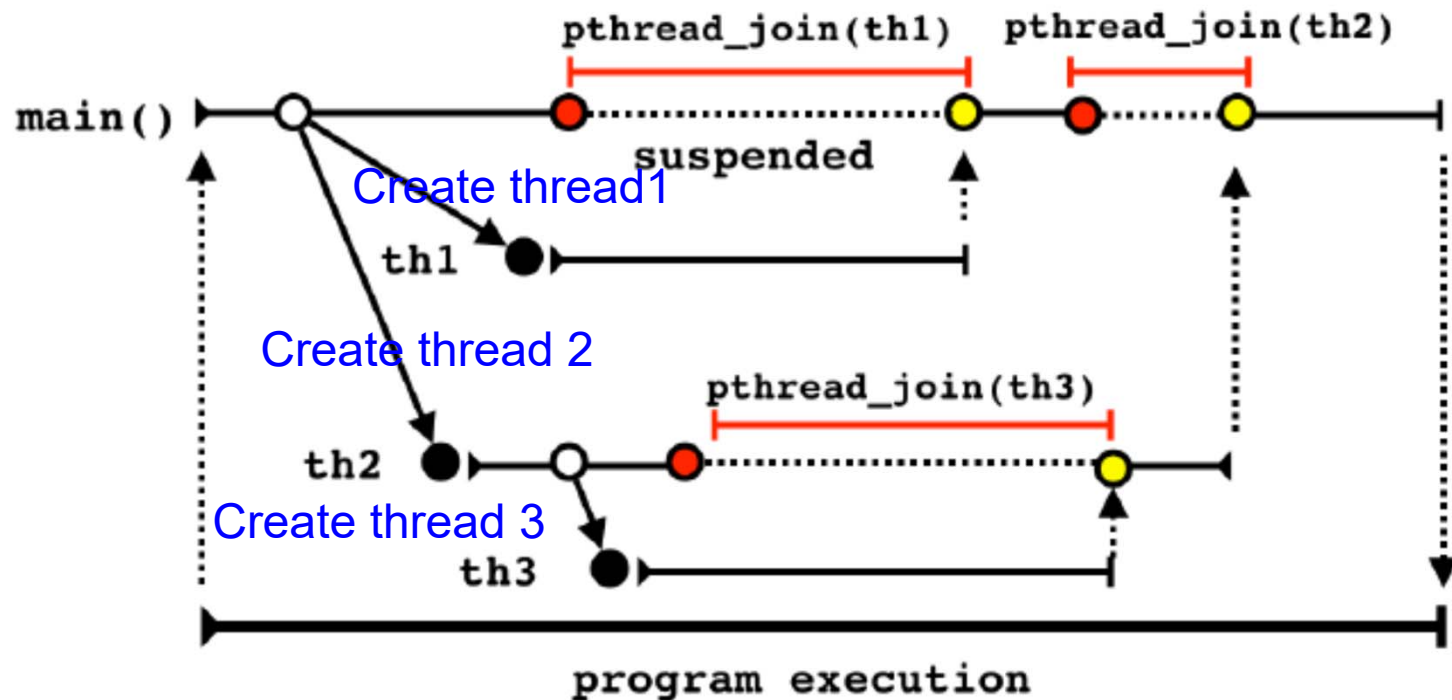 pthread_join(th1)
pthread_join(th2)
main()
suspended
Create thread1
th1
Create thread 2
pthread_join(th3)
th2
Create thread 3
th3
program execution